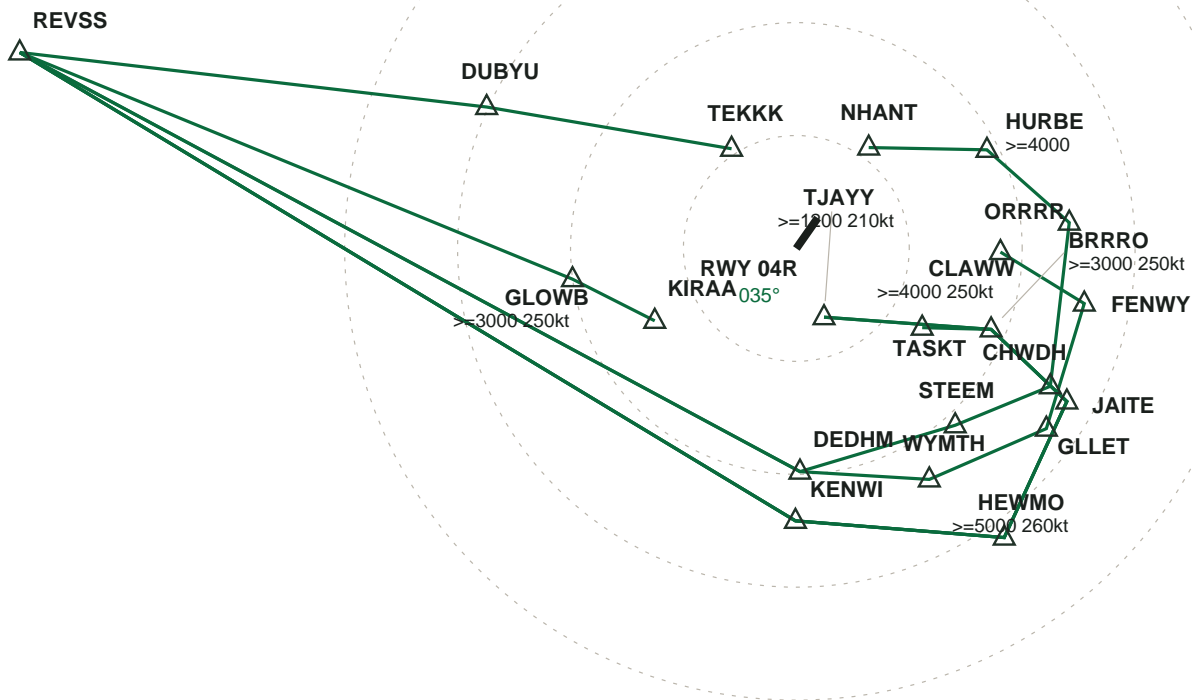 REVSS
DUBYU
TEKKK
NHANT
HURBE
>=4000
TJAYY
>=1200 210kt
ORRRR
BRRRO
>=3000 250kt
RWY 04R
CLAWW
>=4000 250kt
KIRAA
035°
GLOWB
>=3000 250kt
FENWY
TASKT
CHWDH
STEEM
JAITE
DEDHM
WYMTH
GLLET
KENWI
HEWMO
>=5000 260kt